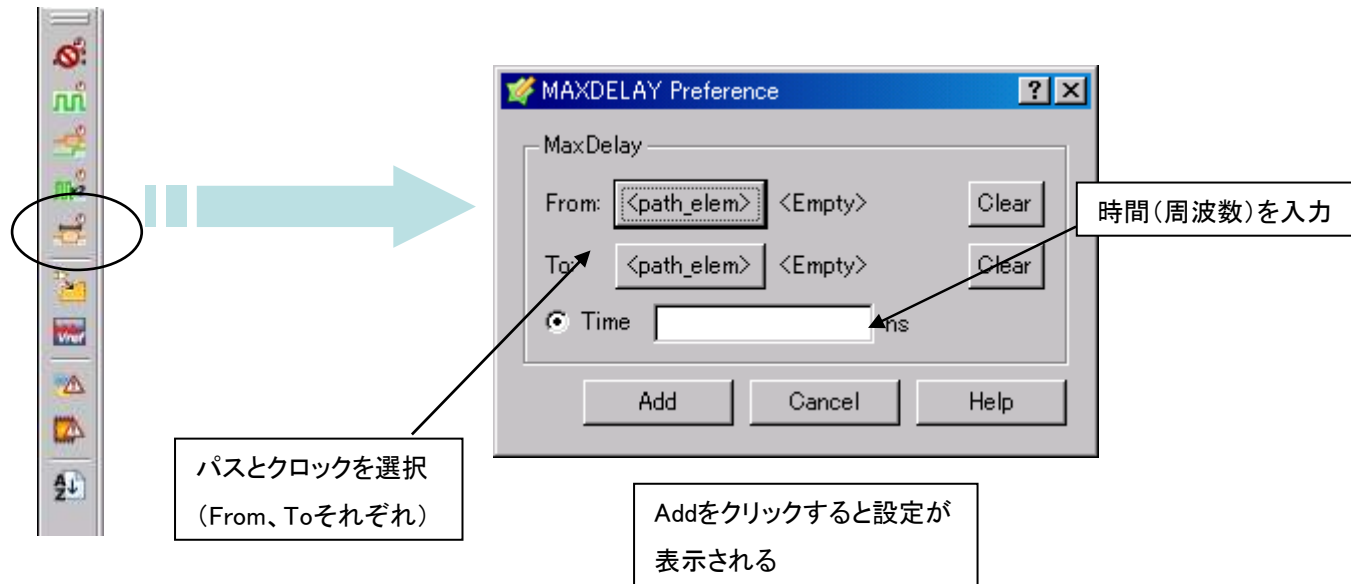 MAXDELAY Preference
MaxDelay
From: <path_elem> <Empty> Clear
To: <path_elem> <Empty> Clear
Time ns
Add Cancel Help
時間(周波数)を入力
パスとクロックを選択
(From、Toそれぞれ)
Addをクリックすると設定が
表示される